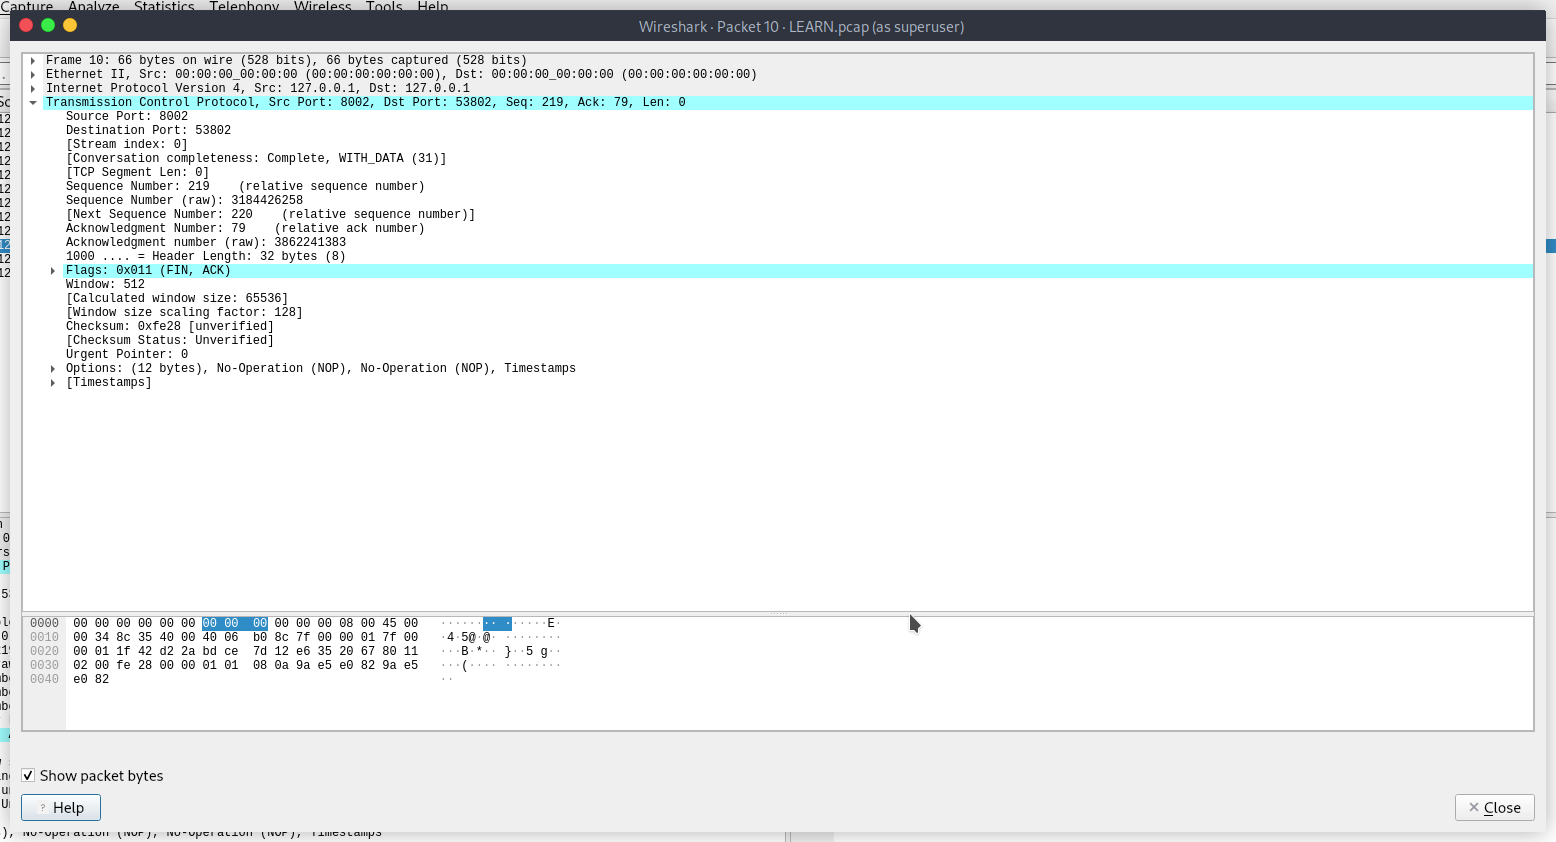 Capture Analyze Statistics Telephony Wireless Tools Help
Wireshark · Packet 10 · LEARN.pcap (as superuser)
Frame 10: 66 bytes on wire (528 bits), 66 bytes captured (528 bits)
Ethernet II, Src: 00:00:00_00:00:00 (00:00:00:00:00:00), Dst: 00:00:00_00:00:00 (00:00:00:00:00:00)
Internet Protocol Version 4, Src: 127.0.0.1, Dst: 127.0.0.1
Transmission Control Protocol, Src Port: 8002, Dst Port: 53802, Seq: 219, Ack: 79, Len: 0
Source Port: 8002
Destination Port: 53802
[Stream index: 0]
[Conversation completeness: Complete, WITH_DATA (31)]
[TCP Segment Len: 0]
Sequence Number: 219    (relative sequence number)
Sequence Number (raw): 3184426258
[Next Sequence Number: 220    (relative sequence number)]
Acknowledgment Number: 79    (relative ack number)
Acknowledgment number (raw): 3862241383
1000 .... = Header Length: 32 bytes (8)
Flags: 0x011 (FIN, ACK)
Window: 512
[Calculated window size: 65536]
[Window size scaling factor: 128]
Checksum: 0xfe28 [unverified]
[Checksum Status: Unverified]
Urgent Pointer: 0
Options: (12 bytes), No-Operation (NOP), No-Operation (NOP), Timestamps
[Timestamps]
0000  00 00 00 00 00 00 00 00  00 00 00 00 08 00 45 00   ········ ······E·
0010  00 34 8c 35 40 00 40 06  b0 8c 7f 00 00 01 7f 00   ·4·5@·@· ········
0020  00 01 1f 42 d2 2a bd ce  7d 12 e6 35 20 67 80 11   ···B·*·· }··5 g··
0030  02 00 fe 28 00 00 01 01  08 0a 9a e5 e0 82 9a e5   ···(···· ········
0040  e0 82   ··
Show packet bytes
Help
Close
), No-Operation (NOP), No-Operation (NOP), Timestamps